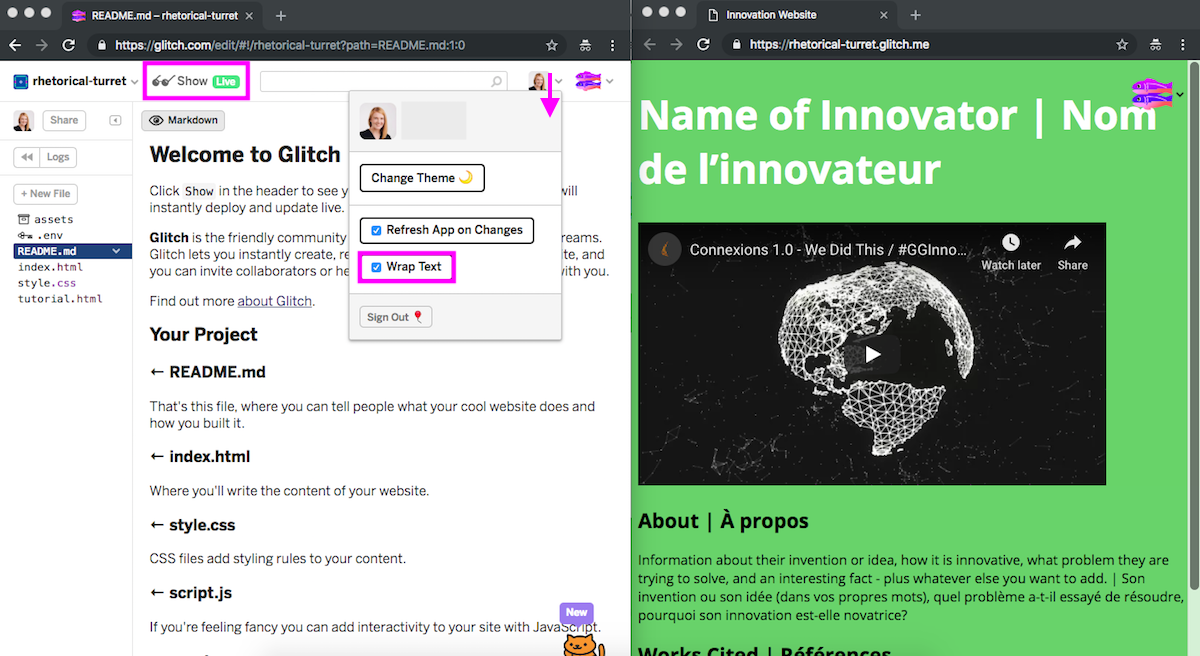 README.md – rhetorical-turret
https://glitch.com/edit/#!/rhetorical-turret?path=README.md:1:0
rhetorical-turret
Show Live
Share
Logs
+ New File
assets
.env
README.md
index.html
style.css
tutorial.html
Markdown
Welcome to Glitch
Click Show in the header to see y will
instantly deploy and update live.
Glitch is the friendly community reams.
Glitch lets you instantly create, re te, and
you can invite collaborators or he with you.
Find out more about Glitch.
Your Project
← README.md
That's this file, where you can tell people what your cool website does and
how you built it.
← index.html
Where you'll write the content of your website.
← style.css
CSS files add styling rules to your content.
← script.js
If you're feeling fancy you can add interactivity to your site with JavaScript.
New
Change Theme
Refresh App on Changes
Wrap Text
Sign Out
Innovation Website
https://rhetorical-turret.glitch.me
Name of Innovator | Nom
de l’innovateur
Connexions 1.0 - We Did This / #GGInno...
Watch later
Share
About | À propos
Information about their invention or idea, how it is innovative, what problem they are
trying to solve, and an interesting fact - plus whatever else you want to add. | Son
invention ou son idée (dans vos propres mots), quel problème a-t-il essayé de résoudre,
pourquoi son innovation est-elle novatrice?
Works Cited | Références